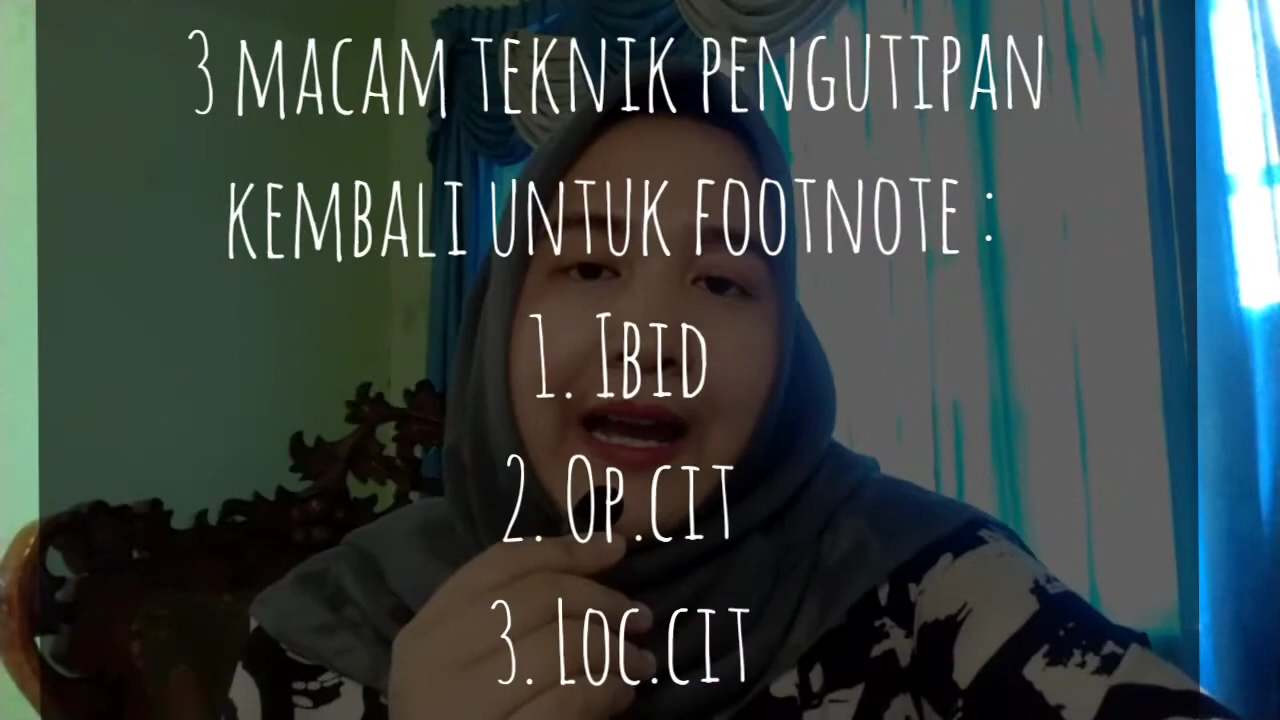 3 MACAM TEKNIK PENGUTIPAN
KEMBALI UNTUK FOOTNOTE :
1. IBID
2. OP.CIT
3. LOC.CIT